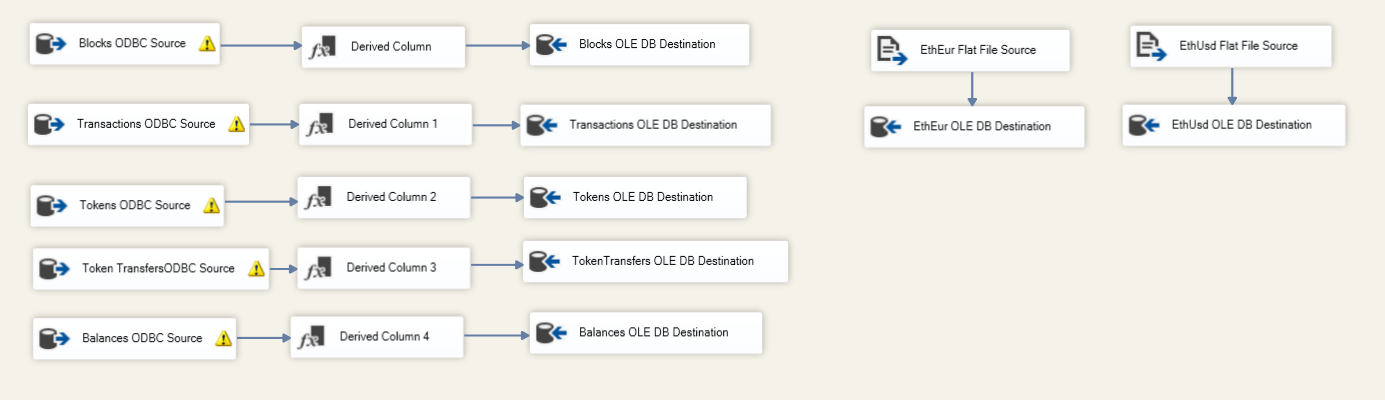 Blocks ODBC Source
Derived Column
Blocks OLE DB Destination
EthEur Flat File Source
EthUsd Flat File Source
Transactions ODBC Source
Derived Column 1
Transactions OLE DB Destination
EthEur OLE DB Destination
EthUsd OLE DB Destination
Tokens ODBC Source
Derived Column 2
Tokens OLE DB Destination
Token TransfersODBC Source
Derived Column 3
TokenTransfers OLE DB Destination
Balances ODBC Source
Derived Column 4
Balances OLE DB Destination